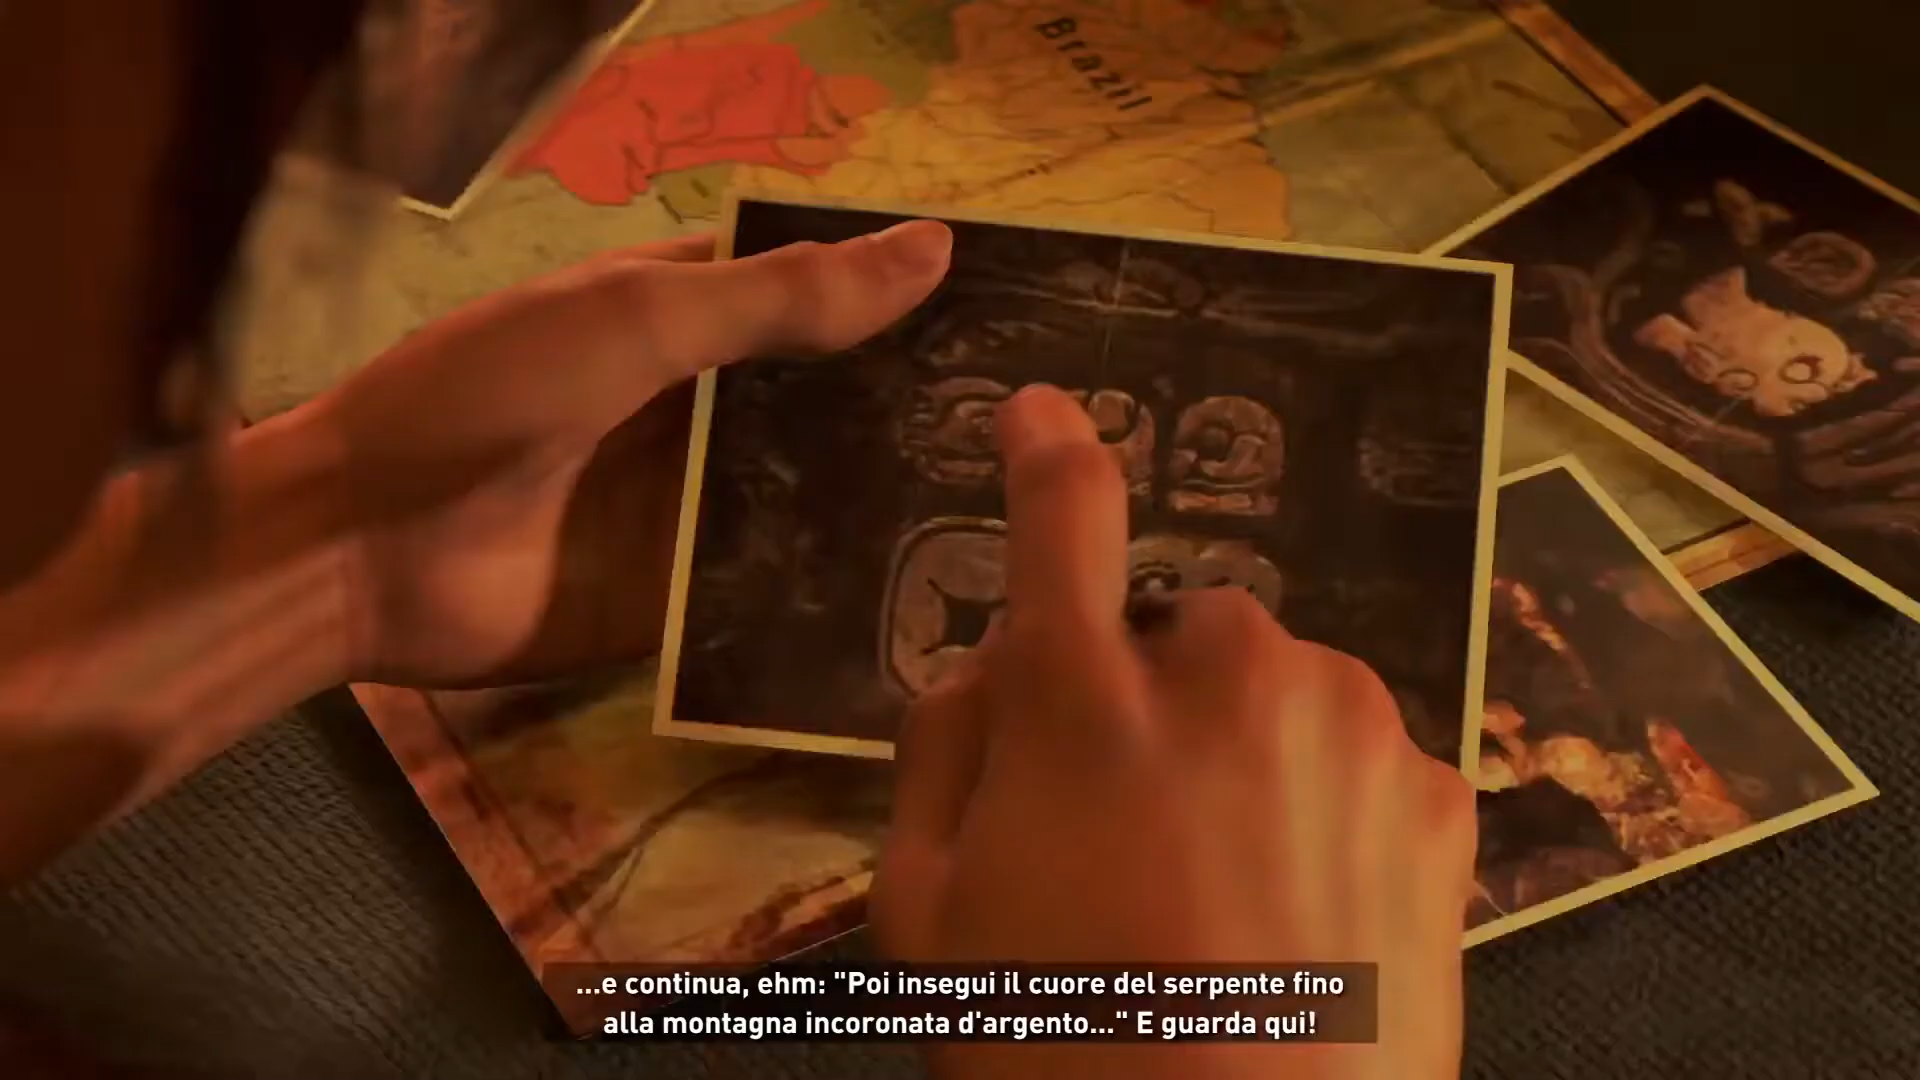 Brazil
...e continua, ehm: "Poi insegui il cuore del serpente fino
alla montagna incoronata d'argento..." E guarda qui!